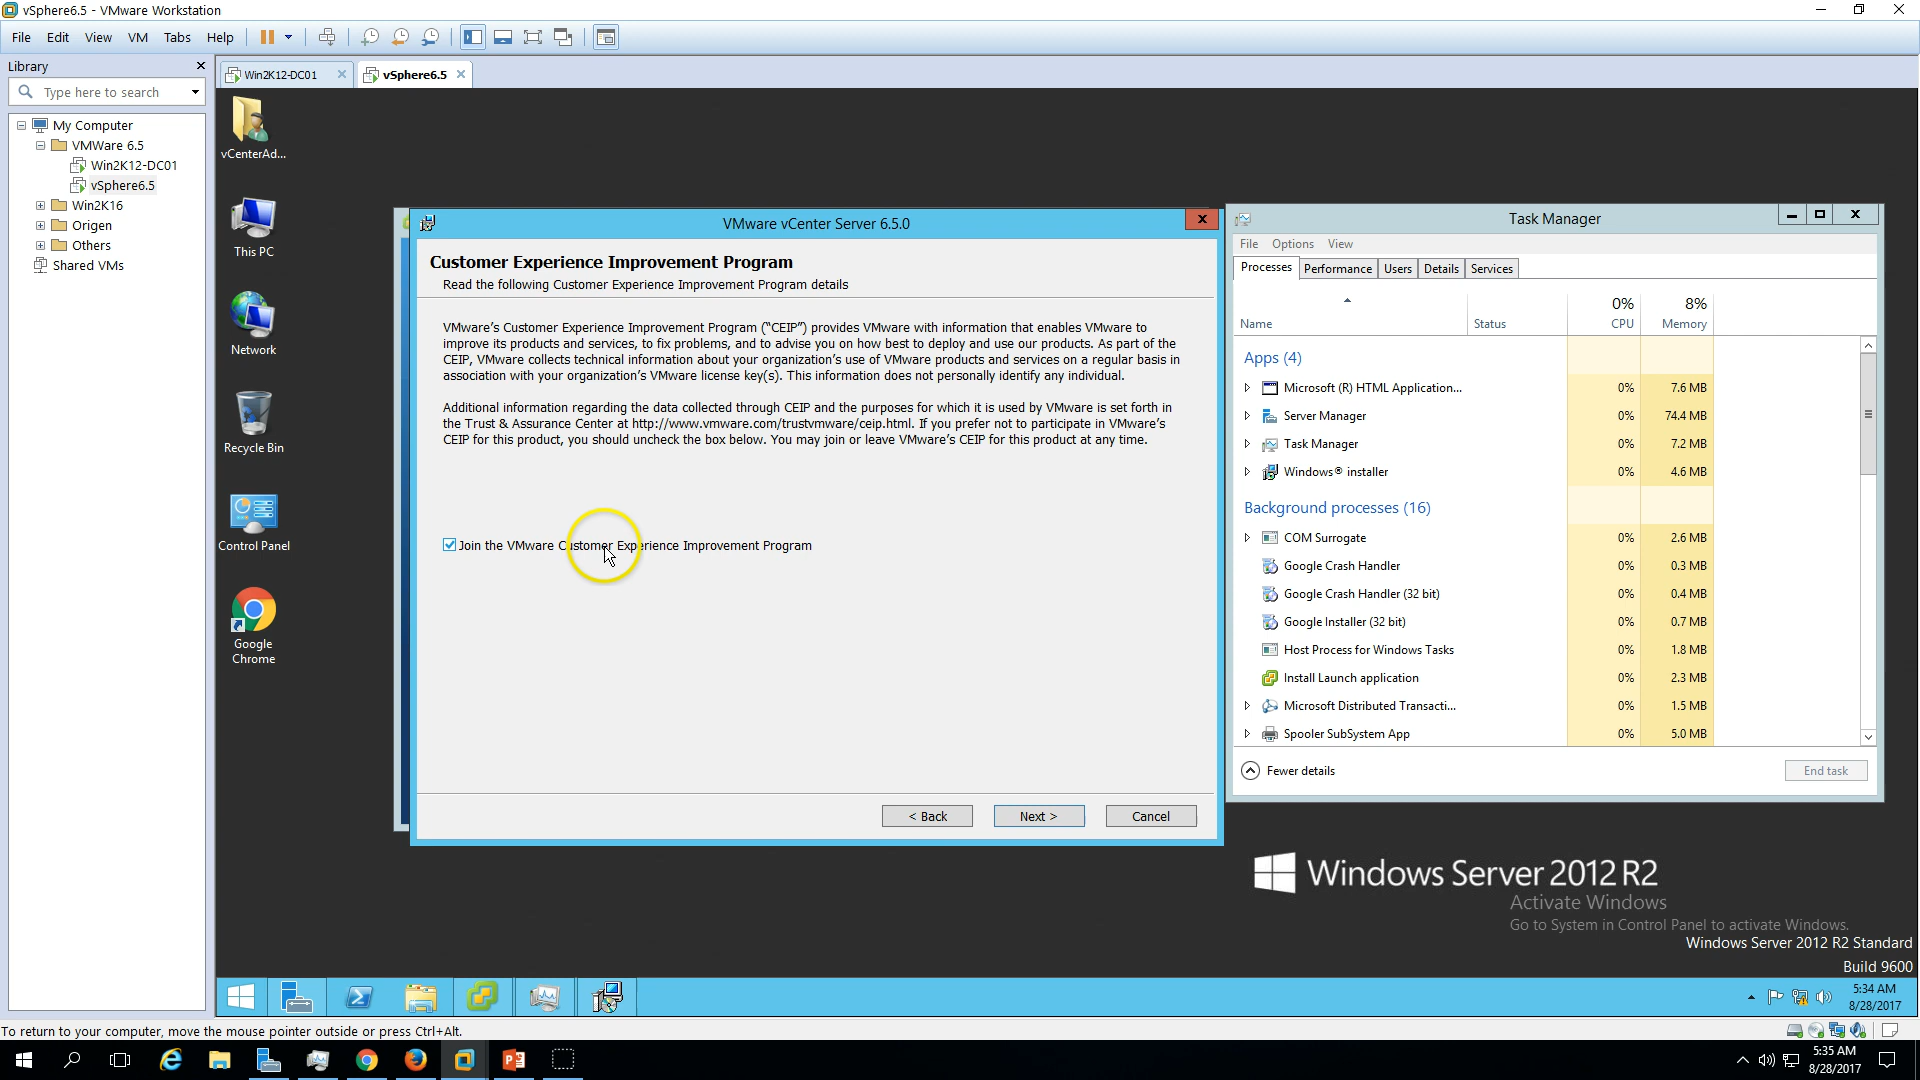 vSphere6.5 - VMware Workstation
File Edit View VM Tabs Help
Library
Type here to search
My Computer
VMWare 6.5
Win2K12-DC01
vSphere6.5
Win2K16
Origen
Others
Shared VMs
Win2K12-DC01
vSphere6.5
vCenterAd...
This PC
Network
Recycle Bin
Control Panel
Google
Chrome
VMware vCenter Server 6.5.0
Customer Experience Improvement Program
Read the following Customer Experience Improvement Program details
VMware's Customer Experience Improvement Program (“CEIP”) provides VMware with information that enables VMware to
improve its products and services, to fix problems, and to advise you on how best to deploy and use our products. As part of the
CEIP, VMware collects technical information about your organization's use of VMware products and services on a regular basis in
association with your organization's VMware license key(s). This information does not personally identify any individual.
Additional information regarding the data collected through CEIP and the purposes for which it is used by VMware is set forth in
the Trust & Assurance Center at http://www.vmware.com/trustvmware/ceip.html. If you prefer not to participate in VMware's
CEIP for this product, you should uncheck the box below. You may join or leave VMware's CEIP for this product at any time.
Join the VMware Customer Experience Improvement Program
< Back
Next >
Cancel
Task Manager
File Options View
Processes Performance Users Details Services
0% 8%
Name Status CPU Memory
Apps (4)
Microsoft (R) HTML Application... 0% 7.6 MB
Server Manager 0% 74.4 MB
Task Manager 0% 7.2 MB
Windows® installer 0% 4.6 MB
Background processes (16)
COM Surrogate 0% 2.6 MB
Google Crash Handler 0% 0.3 MB
Google Crash Handler (32 bit) 0% 0.4 MB
Google Installer (32 bit) 0% 0.7 MB
Host Process for Windows Tasks 0% 1.8 MB
Install Launch application 0% 2.3 MB
Microsoft Distributed Transacti... 0% 1.5 MB
Spooler SubSystem App 0% 5.0 MB
Fewer details
End task
Windows Server 2012 R2
Activate Windows
Go to System in Control Panel to activate Windows.
Windows Server 2012 R2 Standard
Build 9600
5:34 AM
8/28/2017
To return to your computer, move the mouse pointer outside or press Ctrl+Alt.
5:35 AM
8/28/2017